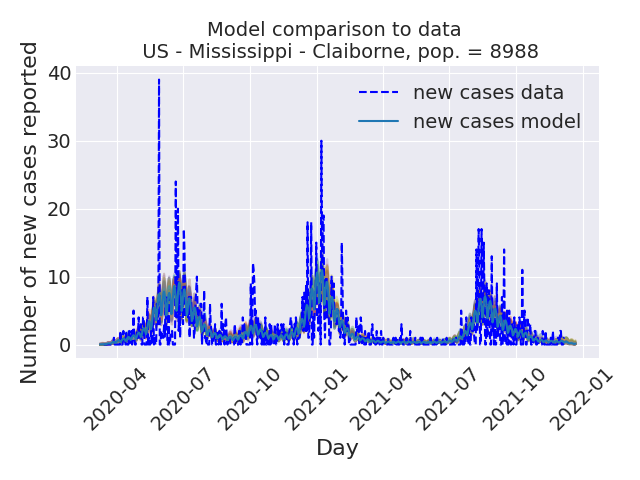 Model comparison to data
US - Mississippi - Claiborne, pop. = 8988
new cases data
new cases model
Number of new cases reported
40
30
20
10
0
2020-04
2020-07
2020-10
2021-01
2021-04
2021-07
2021-10
2022-01
Day